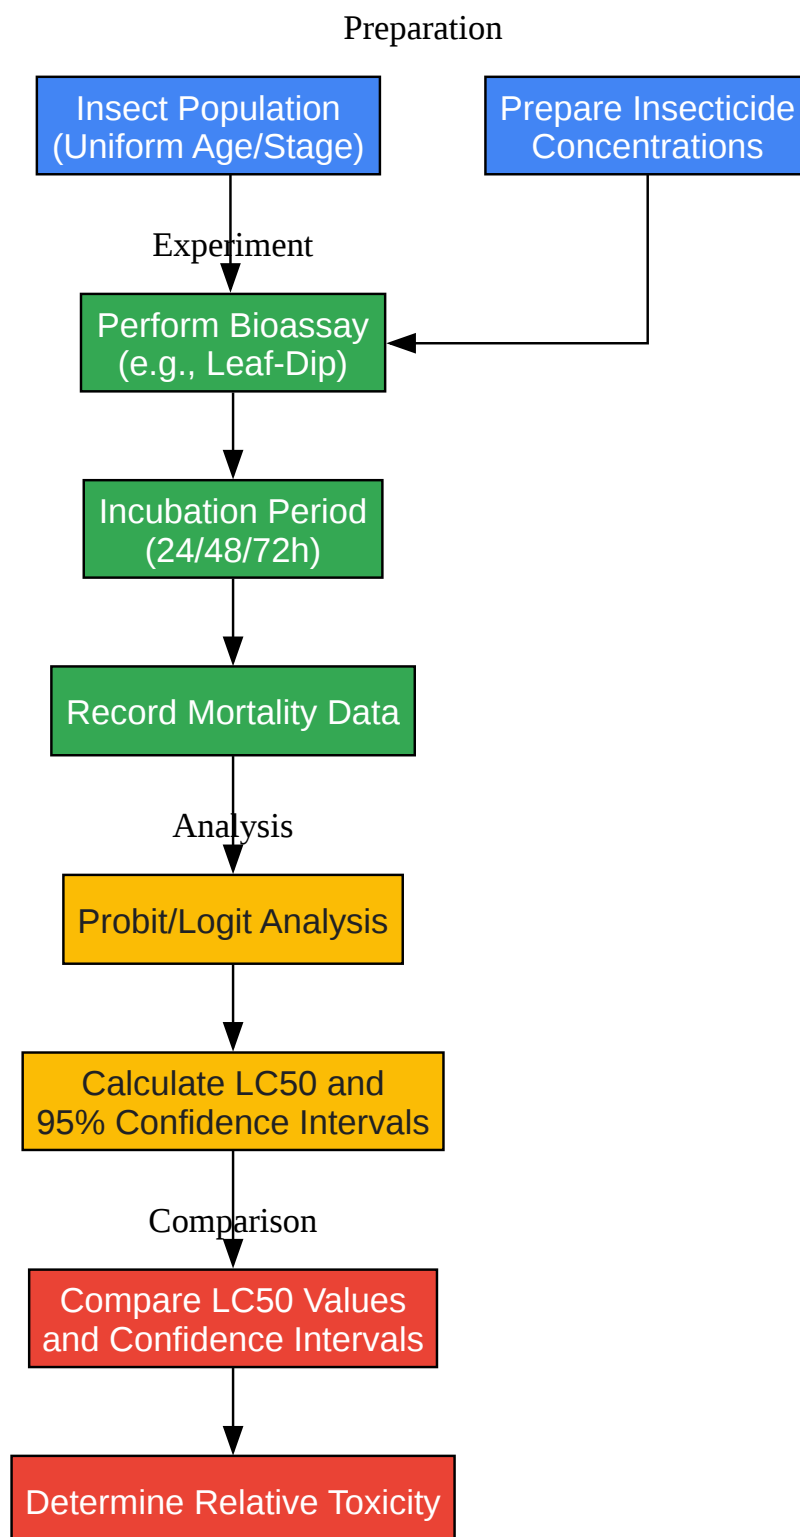 Preparation
Insect Population
(Uniform Age/Stage)
Prepare Insecticide
Concentrations
Experiment
Perform Bioassay
(e.g., Leaf-Dip)
Incubation Period
(24/48/72h)
Record Mortality Data
Analysis
Probit/Logit Analysis
Calculate LC50 and
95% Confidence Intervals
Comparison
Compare LC50 Values
and Confidence Intervals
Determine Relative Toxicity